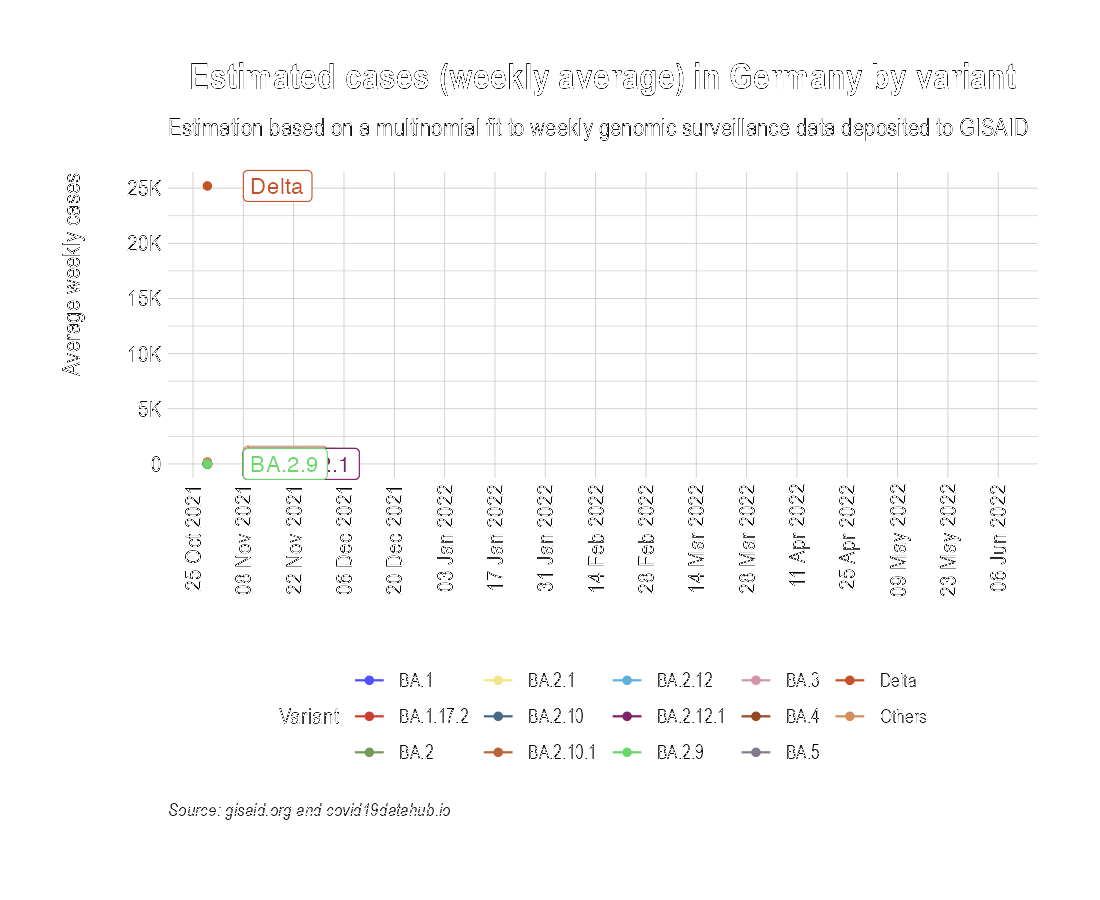 Estimated cases (weekly average) in Germany by variant
Estimation based on a multinomial fit to weekly genomic surveillance data deposited to GISAID
Average weekly cases
25K
20K
15K
10K
5K
0
Delta
BA.2.9
2.1
25 Oct 2021
08 Nov 2021
22 Nov 2021
06 Dec 2021
20 Dec 2021
03 Jan 2022
17 Jan 2022
31 Jan 2022
14 Feb 2022
28 Feb 2022
14 Mar 2022
28 Mar 2022
11 Apr 2022
25 Apr 2022
09 May 2022
23 May 2022
06 Jun 2022
Variant
BA.1
BA.1.17.2
BA.2
BA.2.1
BA.2.10
BA.2.10.1
BA.2.12
BA.2.12.1
BA.2.9
BA.3
BA.4
BA.5
Delta
Others
Source: gisaid.org and covid19datahub.io